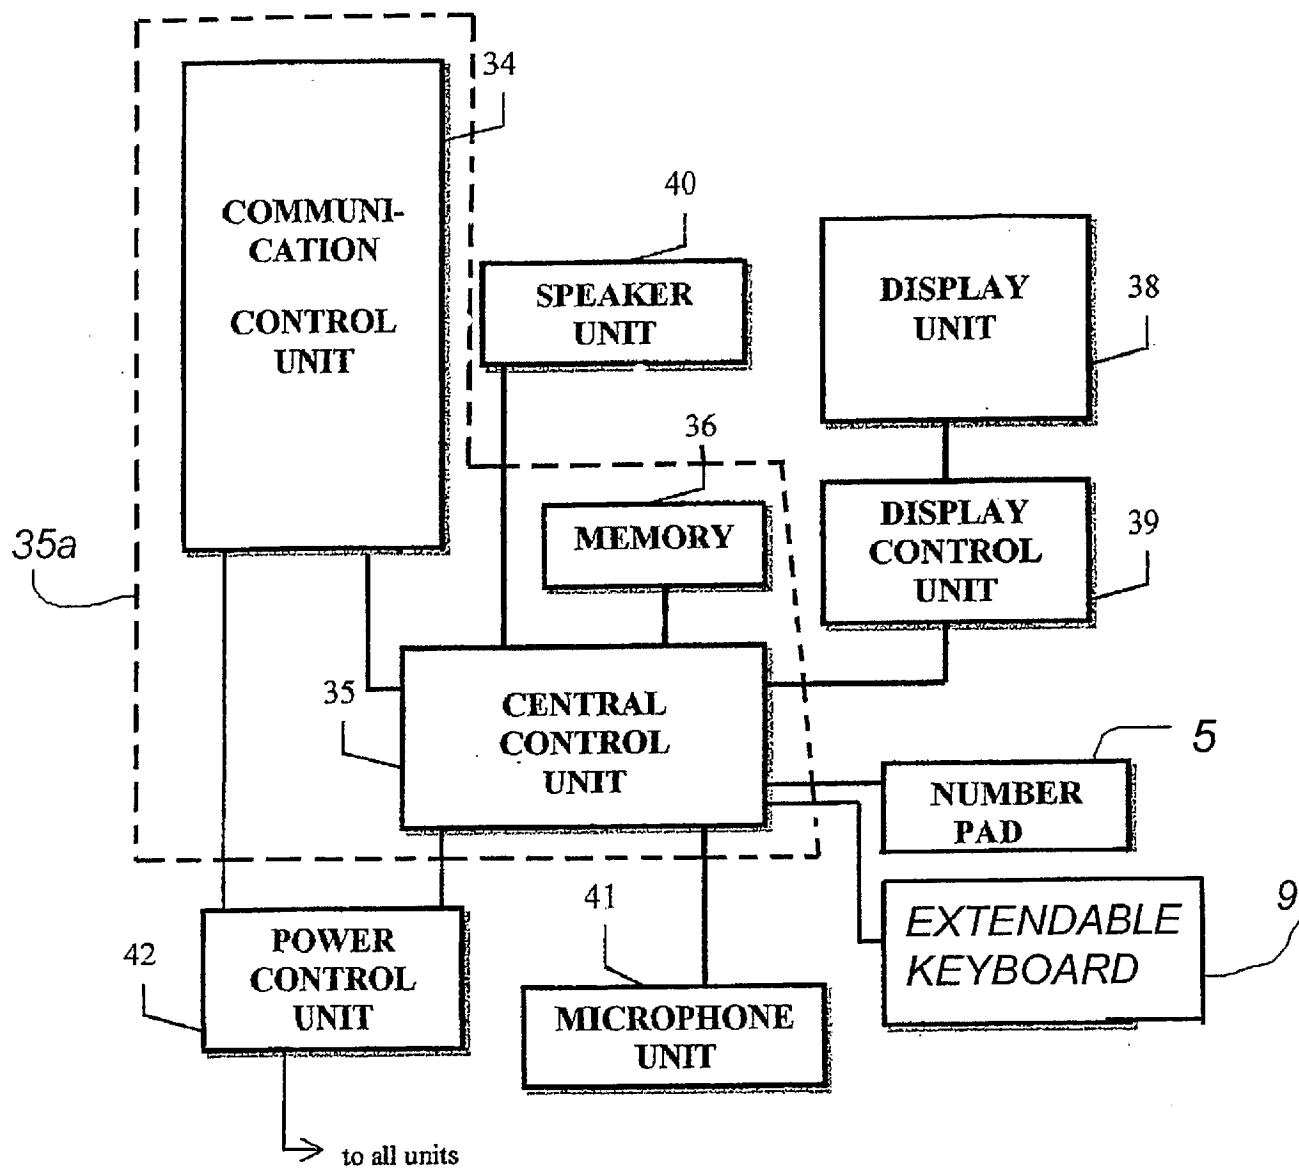 34
COMMUNI-
CATION
CONTROL
UNIT
40
SPEAKER
UNIT
DISPLAY
UNIT
38
36
MEMORY
DISPLAY
CONTROL
UNIT
39
35a
35
CENTRAL
CONTROL
UNIT
5
NUMBER
PAD
9
EXTENDABLE
KEYBOARD
42
POWER
CONTROL
UNIT
41
MICROPHONE
UNIT
to all units